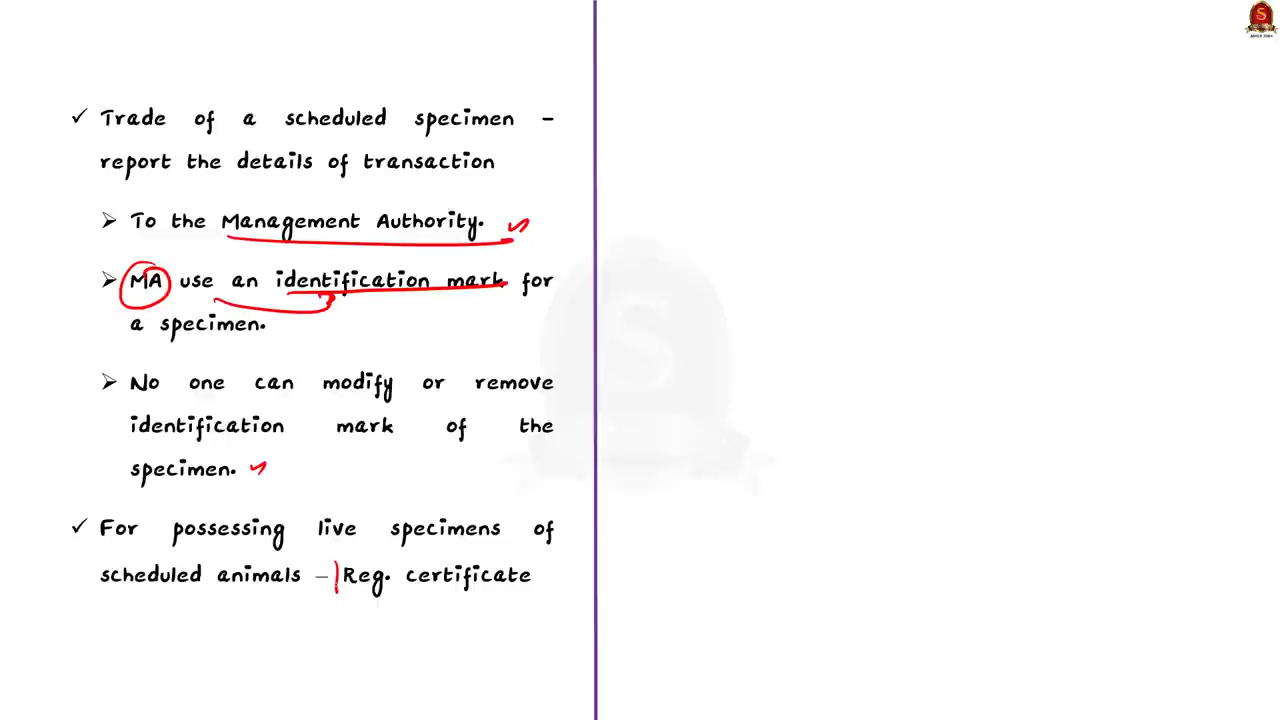 ✓ Trade of a scheduled specimen –
report the details of transaction
➢ To the Management Authority.
➢ MA use an identification mark for
a specimen.
➢ No one can modify or remove
identification mark of the
specimen.
✓ For possessing live specimens of
scheduled animals – Reg. certificate
S
S